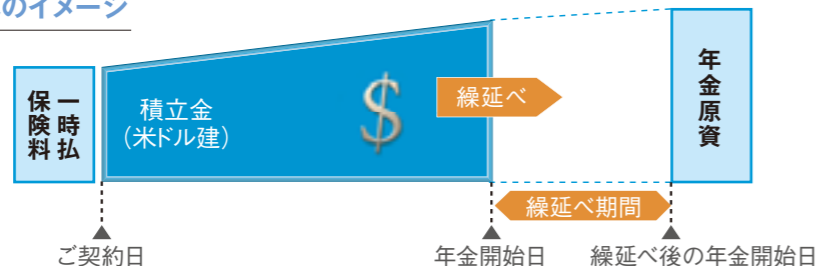 のイメージ
一時払
保険料
積立金
（米ドル建）
$
繰延べ
年金原資
繰延べ期間
ご契約日
年金開始日
繰延べ後の年金開始日